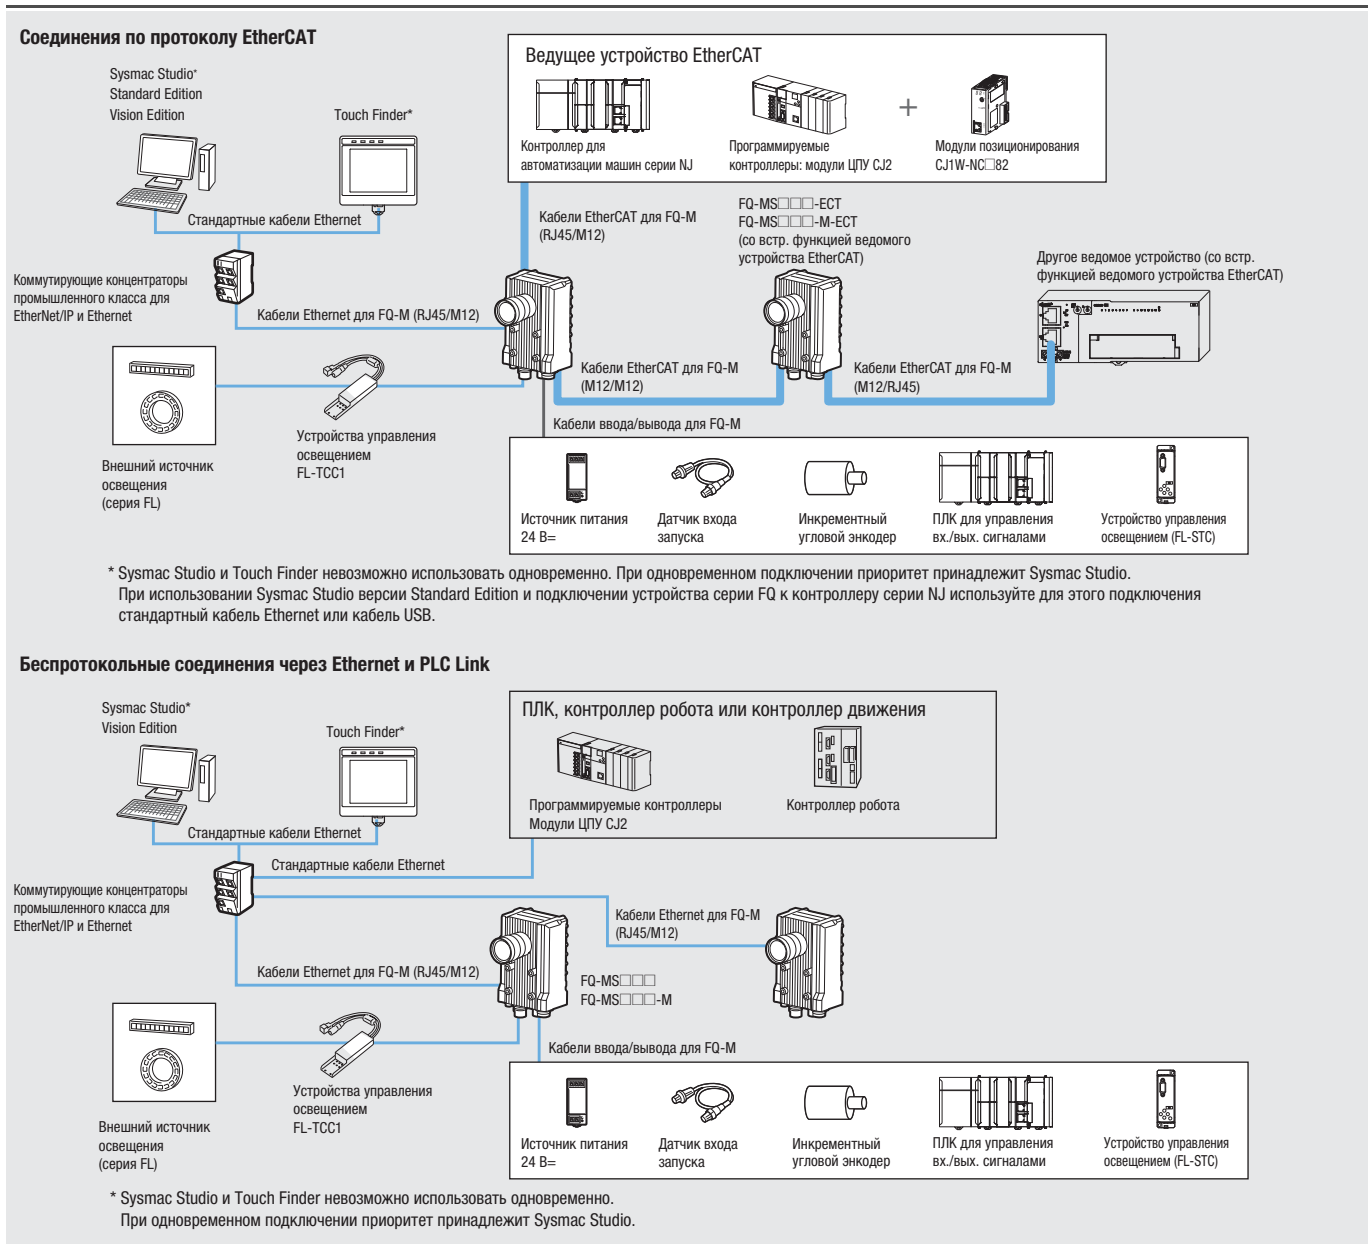 Соединения по протоколу EtherCAT
Sysmac Studio*
Standard Edition
Vision Edition
Touch Finder*
Стандартные кабели Ethernet
Коммутирующие концентраторы
промышленного класса для
EtherNet/IP и Ethernet
Кабели Ethernet для FQ-M (RJ45/M12)
Внешний источник
освещения
(серия FL)
Устройства управления
освещением
FL-TCC1
Ведущее устройство EtherCAT
Контроллер для
автоматизации машин серии NJ
Программируемые
контроллеры: модули ЦПУ CJ2
+
Модули позиционирования
CJ1W-NC□82
Кабели EtherCAT для FQ-M
(RJ45/M12)
FQ-MS□□□-ECT
FQ-MS□□□-M-ECT
(со встр. функцией ведомого
устройства EtherCAT)
Другое ведомое устройство (со встр.
функцией ведомого устройства EtherCAT)
Кабели EtherCAT для FQ-M
(M12/M12)
Кабели EtherCAT для FQ-M
(M12/RJ45)
Кабели ввода/вывода для FQ-M
Источник питания
24 В=
Датчик входа
запуска
Инкрементный
угловой энкодер
ПЛК для управления
вх./вых. сигналами
Устройство управления
освещением (FL-STC)
* Sysmac Studio и Touch Finder невозможно использовать одновременно. При одновременном подключении приоритет принадлежит Sysmac Studio.
При использовании Sysmac Studio версии Standard Edition и подключении устройства серии FQ к контроллеру серии NJ используйте для этого подключения
стандартный кабель Ethernet или кабель USB.
Беспротокольные соединения через Ethernet и PLC Link
Sysmac Studio*
Vision Edition
Touch Finder*
Стандартные кабели Ethernet
Коммутирующие концентраторы
промышленного класса для
EtherNet/IP и Ethernet
Стандартные кабели Ethernet
ПЛК, контроллер робота или контроллер движения
Программируемые контроллеры
Модули ЦПУ CJ2
Контроллер робота
Кабели Ethernet для FQ-M
(RJ45/M12)
Кабели Ethernet для FQ-M (RJ45/M12)
FQ-MS□□□
FQ-MS□□□-M
Внешний источник
освещения
(серия FL)
Устройства управления
освещением
FL-TCC1
Кабели ввода/вывода для FQ-M
Источник питания
24 В=
Датчик входа
запуска
Инкрементный
угловой энкодер
ПЛК для управления
вх./вых. сигналами
Устройство управления
освещением (FL-STC)
* Sysmac Studio и Touch Finder невозможно использовать одновременно.
При одновременном подключении приоритет принадлежит Sysmac Studio.